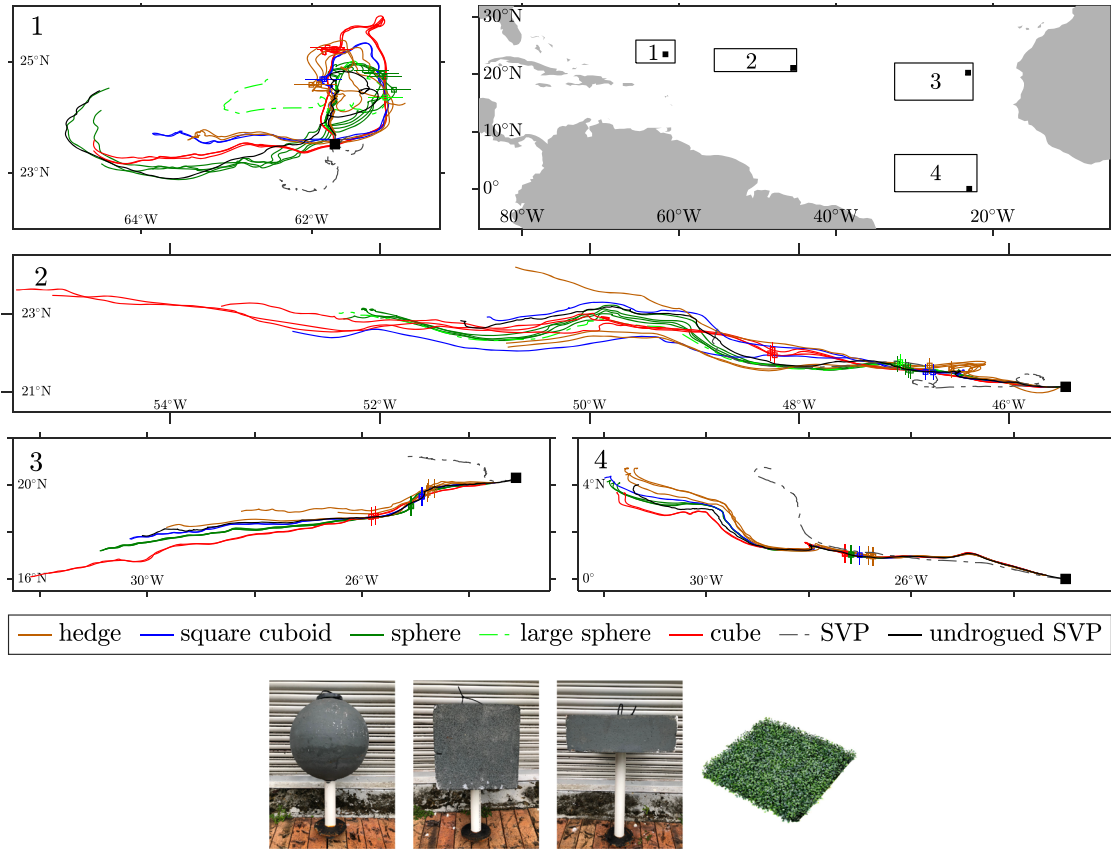 1
25°N
23°N
64°W
62°W
30°N
20°N
10°N
0°
80°W
60°W
40°W
20°W
1
2
3
4
2
23°N
21°N
54°W
52°W
50°W
48°W
46°W
3
20°N
16°N
30°W
26°W
4
4°N
0°
30°W
26°W
hedge square cuboid sphere large sphere cube SVP undrogued SVP